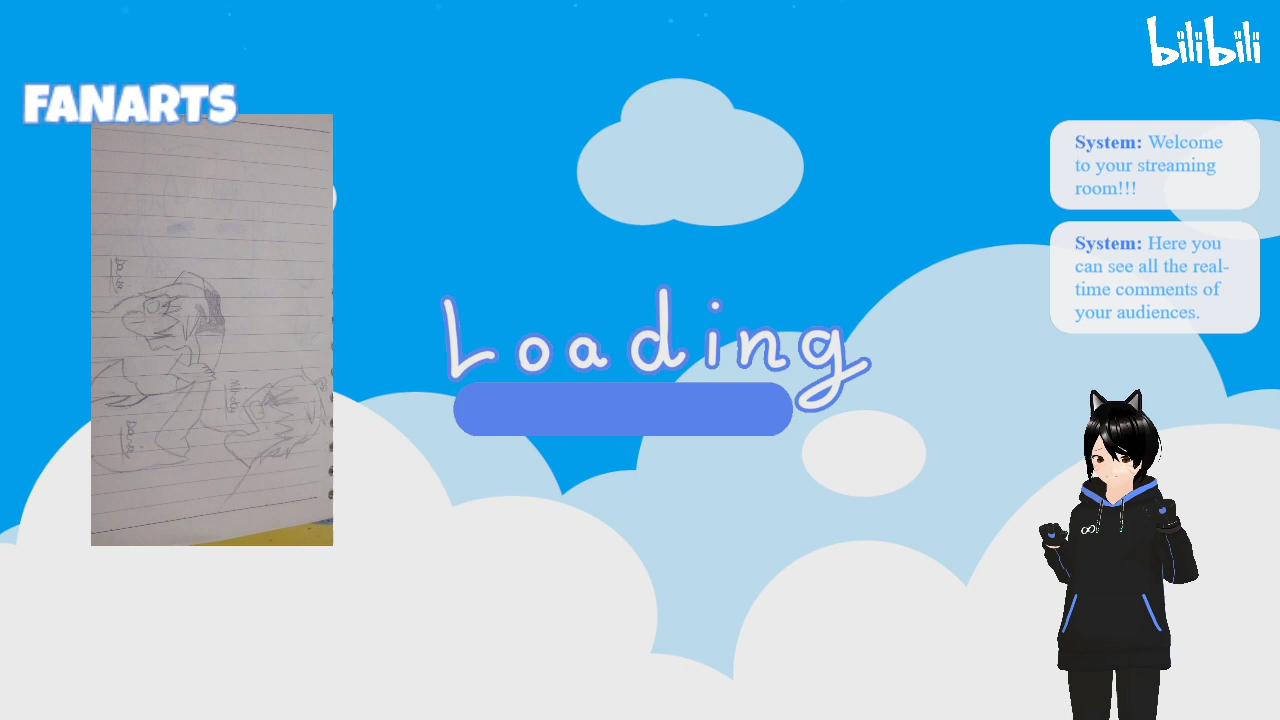 bilibili
FANARTS
System: Welcome
to your streaming
room!!!
System: Here you
can see all the real-
time comments of
your audiences.
Loading